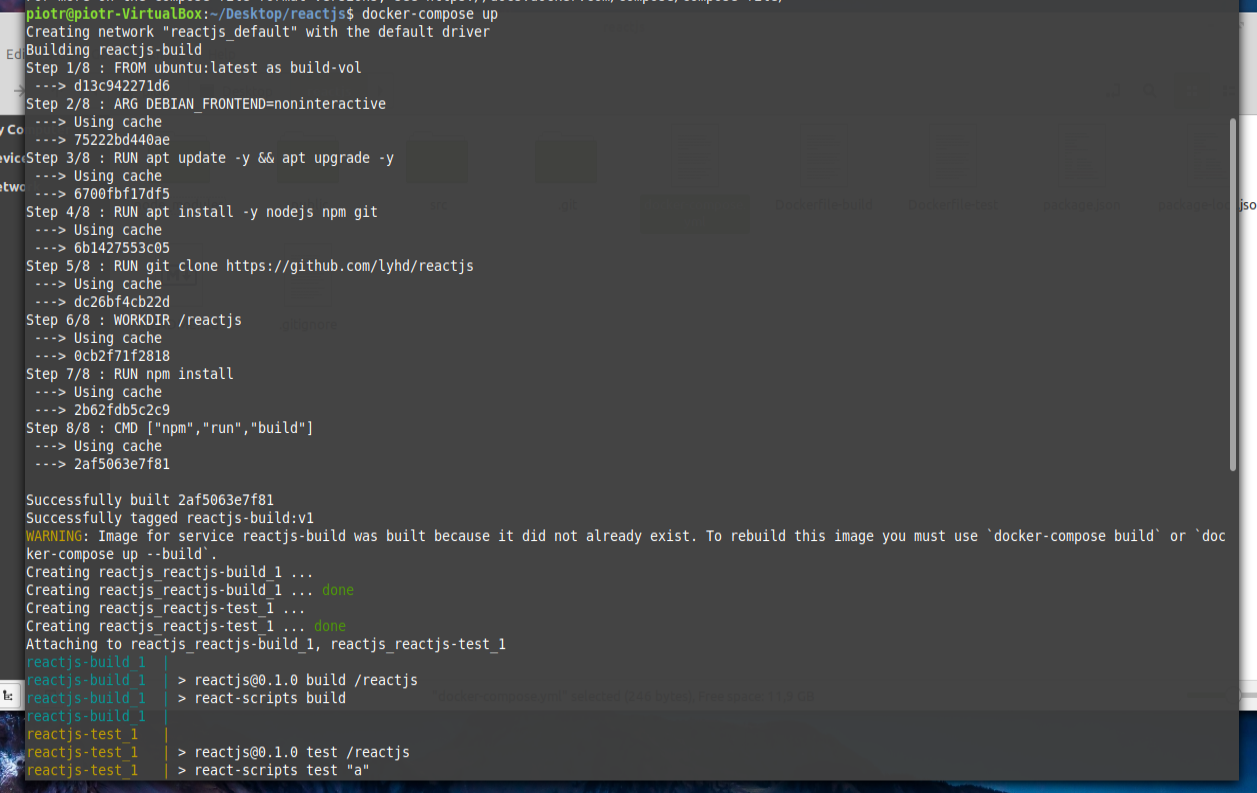 piotr@piotr-VirtualBox:~/Desktop/reactjs$ docker-compose up
Creating network "reactjs_default" with the default driver
Building reactjs-build
Step 1/8 : FROM ubuntu:latest as build-vol
 ---> d13c942271d6
Step 2/8 : ARG DEBIAN_FRONTEND=noninteractive
 ---> Using cache
 ---> 75222bd440ae
Step 3/8 : RUN apt update -y && apt upgrade -y
 ---> Using cache
 ---> 6700fbf17df5
Step 4/8 : RUN apt install -y nodejs npm git
 ---> Using cache
 ---> 6b1427553c05
Step 5/8 : RUN git clone https://github.com/lyhd/reactjs
 ---> Using cache
 ---> dc26bf4cb22d
Step 6/8 : WORKDIR /reactjs
 ---> Using cache
 ---> 0cb2f71f2818
Step 7/8 : RUN npm install
 ---> Using cache
 ---> 2b62fdb5c2c9
Step 8/8 : CMD ["npm","run","build"]
 ---> Using cache
 ---> 2af5063e7f81
Successfully built 2af5063e7f81
Successfully tagged reactjs-build:v1
WARNING: Image for service reactjs-build was built because it did not already exist. To rebuild this image you must use `docker-compose build` or `doc
ker-compose up --build`.
Creating reactjs_reactjs-build_1 ...
Creating reactjs_reactjs-build_1 ... done
Creating reactjs_reactjs-test_1 ...
Creating reactjs_reactjs-test_1 ... done
Attaching to reactjs_reactjs-build_1, reactjs_reactjs-test_1
reactjs-build_1  |
reactjs-build_1  | > reactjs@0.1.0 build /reactjs
reactjs-build_1  | > react-scripts build
reactjs-build_1  |
reactjs-test_1   |
reactjs-test_1   | > reactjs@0.1.0 test /reactjs
reactjs-test_1   | > react-scripts test "a"